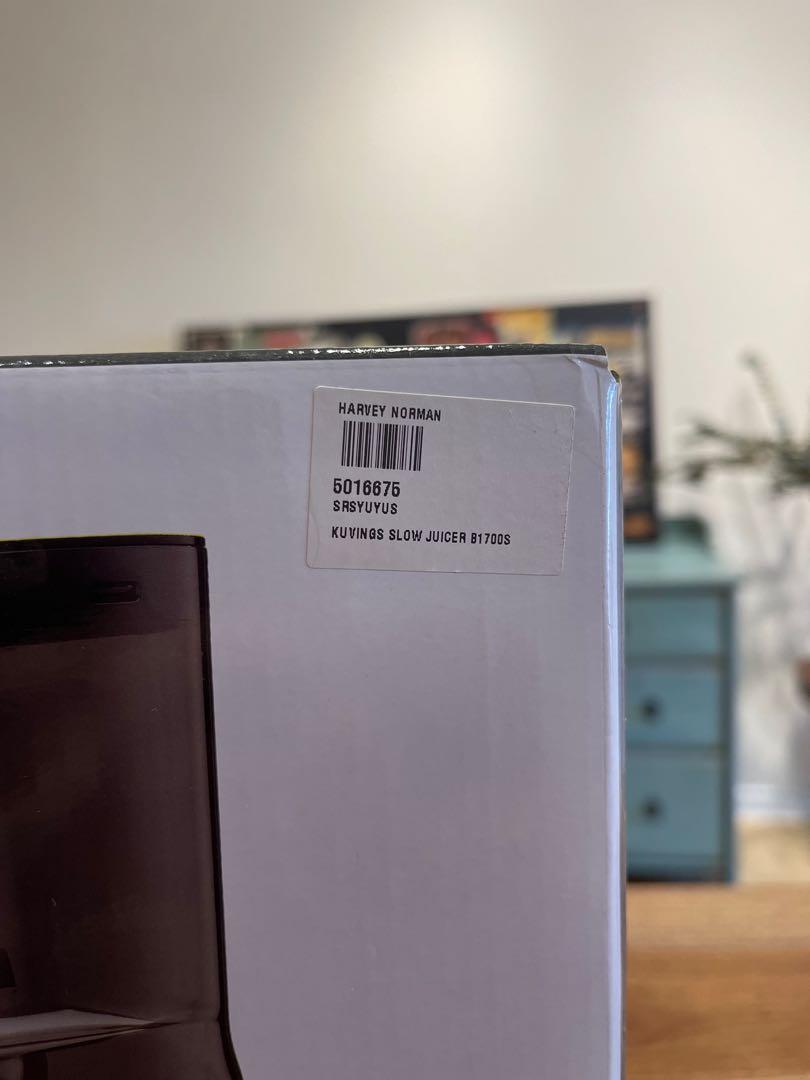 HARVEY NORMAN
5016675
SRSYUYUS
KUVINGS SLOW JUICER B1700S